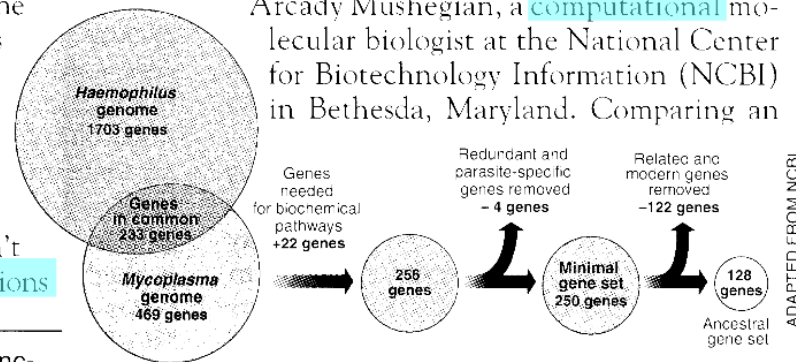 Arcady Mushegian, a computational mo-
lecular biologist at the National Center
for Biotechnology Information (NCBI)
in Bethesda, Maryland. Comparing an
't
ions
nc-
Haemophilus
genome
1703 genes
Genes
in common
233 genes
Mycoplasma
genome
469 genes
Genes
needed
for biochemical
pathways
+22 genes
256
genes
Redundant and
parasite-specific
genes removed
– 4 genes
Minimal
gene set
250 genes
Related and
modern genes
removed
–122 genes
128
genes
Ancestral
gene set
ADAPTED FROM NCBI